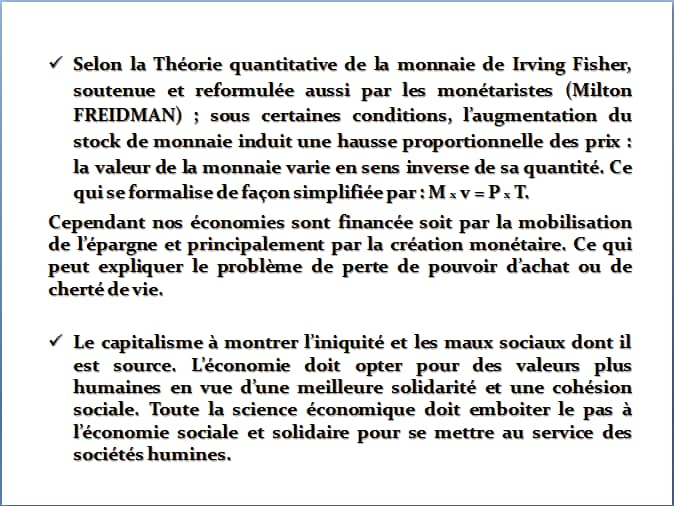 ✓ Selon la Théorie quantitative de la monnaie de Irving Fisher,
soutenue et reformulée aussi par les monétaristes (Milton
FREIDMAN) ; sous certaines conditions, l'augmentation du
stock de monnaie induit une hausse proportionnelle des prix :
la valeur de la monnaie varie en sens inverse de sa quantité. Ce
qui se formalise de façon simplifiée par : M x v = P x T.
Cependant nos économies sont financée soit par la mobilisation
de l'épargne et principalement par la création monétaire. Ce qui
peut expliquer le problème de perte de pouvoir d'achat ou de
cherté de vie.
✓ Le capitalisme à montrer l'iniquité et les maux sociaux dont il
est source. L'économie doit opter pour des valeurs plus
humaines en vue d'une meilleure solidarité et une cohésion
sociale. Toute la science économique doit emboiter le pas à
l'économie sociale et solidaire pour se mettre au service des
sociétés humines.